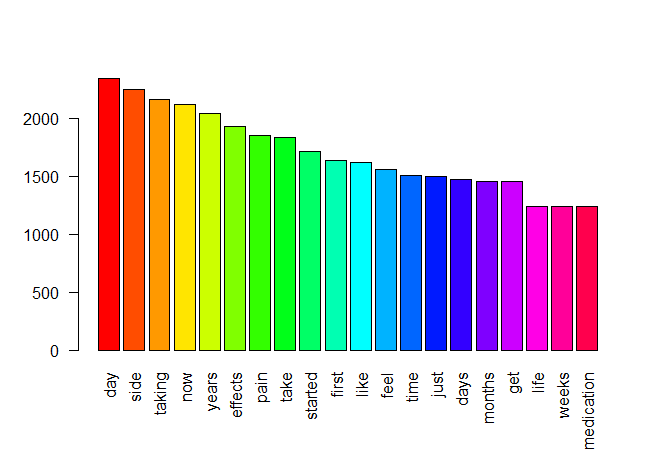 2000
1500
1000
500
0
day
side
taking
now
years
effects
pain
take
started
first
like
feel
time
just
days
months
get
life
weeks
medication